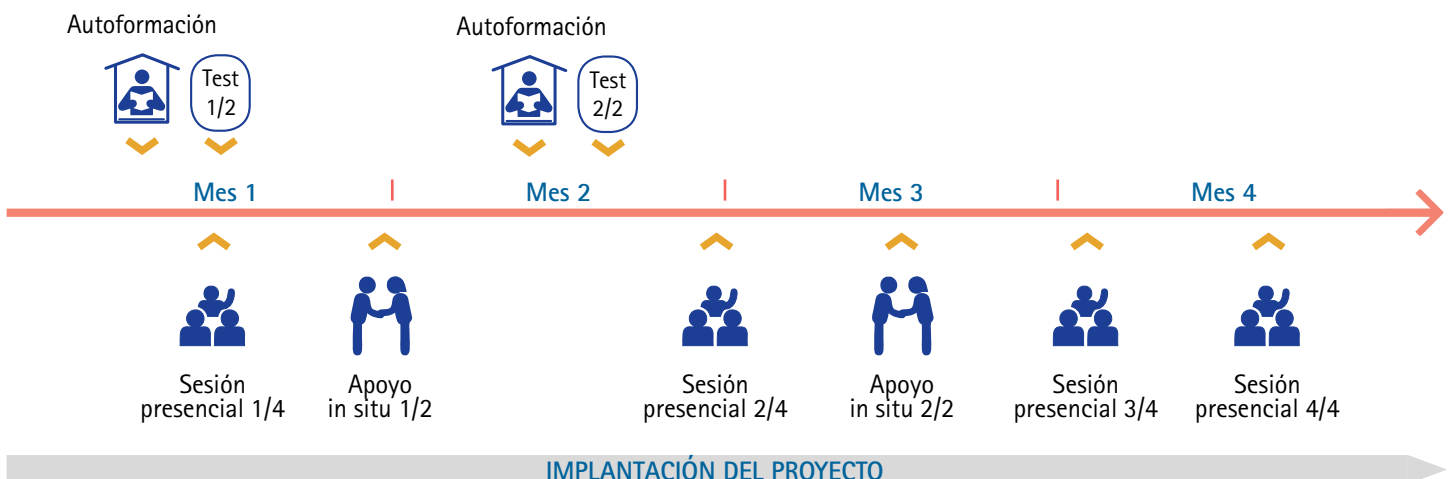 Autoformación
Autoformación
Test
1/2
Test
2/2
Mes 1
Mes 2
Mes 3
Mes 4
Sesión
presencial 1/4
Apoyo
in situ 1/2
Sesión
presencial 2/4
Apoyo
in situ 2/2
Sesión
presencial 3/4
Sesión
presencial 4/4
IMPLANTACIÓN DEL PROYECTO